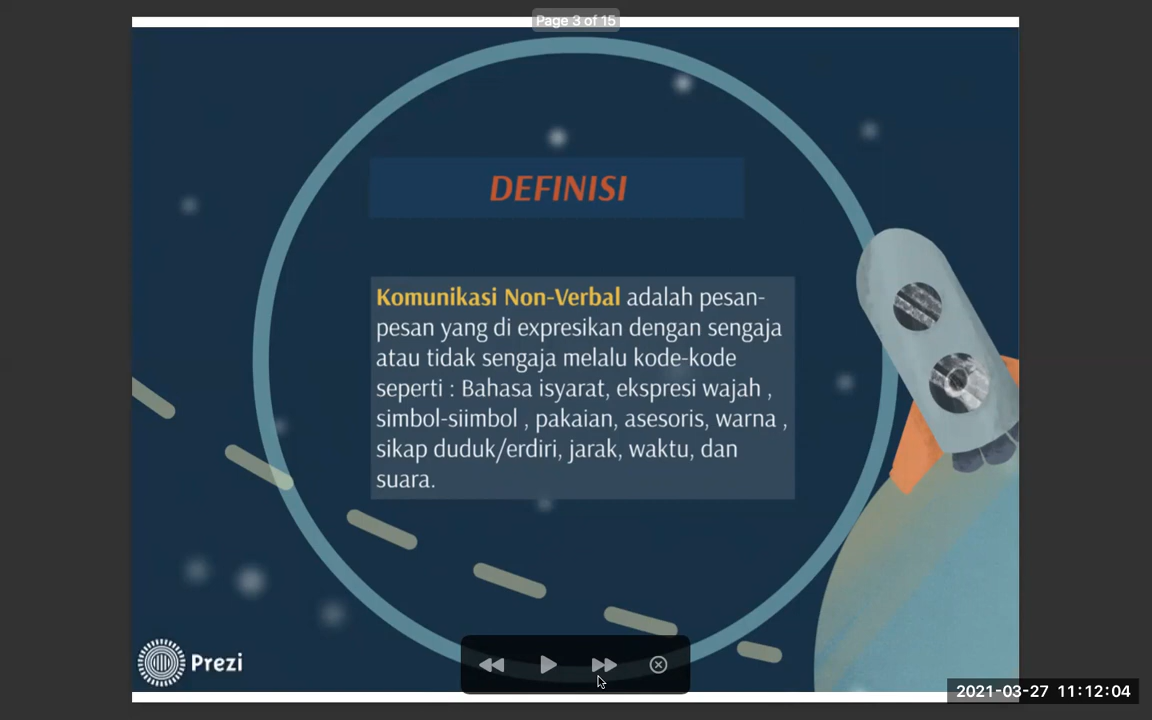 Page 3 of 15
DEFINISI
Komunikasi Non-Verbal adalah pesan-
pesan yang di expresikan dengan sengaja
atau tidak sengaja melalu kode-kode
seperti : Bahasa isyarat, ekspresi wajah ,
simbol-siimbol , pakaian, asesoris, warna ,
sikap duduk/erdiri, jarak, waktu, dan
suara.
Prezi
2021-03-27 11:12:04